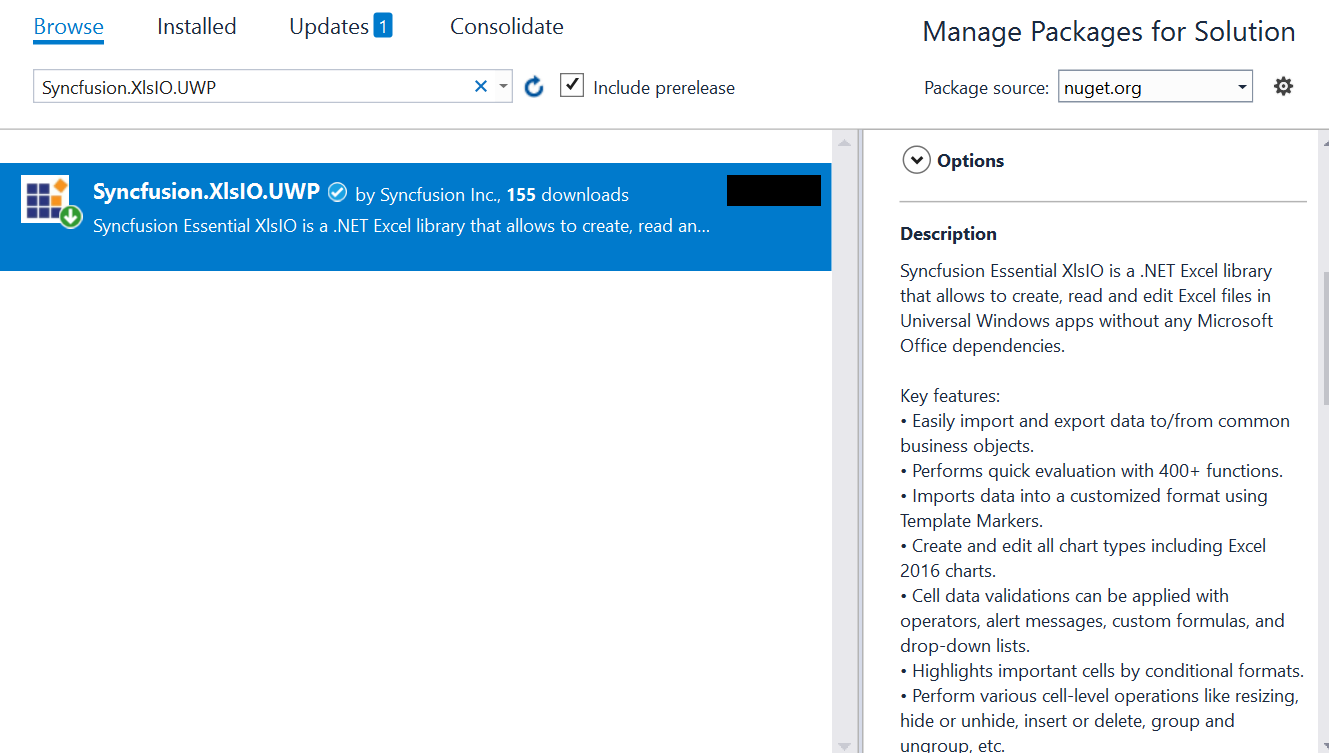 Browse Installed Updates 1 Consolidate
Manage Packages for Solution
Syncfusion.XlsIO.UWP
Include prerelease
Package source: nuget.org
Syncfusion.XlsIO.UWP by Syncfusion Inc., 155 downloads
Syncfusion Essential XlsIO is a .NET Excel library that allows to create, read an...
Options
Description
Syncfusion Essential XlsIO is a .NET Excel library
that allows to create, read and edit Excel files in
Universal Windows apps without any Microsoft
Office dependencies.
Key features:
• Easily import and export data to/from common
business objects.
• Performs quick evaluation with 400+ functions.
• Imports data into a customized format using
Template Markers.
• Create and edit all chart types including Excel
2016 charts.
• Cell data validations can be applied with
operators, alert messages, custom formulas, and
drop-down lists.
• Highlights important cells by conditional formats.
• Perform various cell-level operations like resizing,
hide or unhide, insert or delete, group and
ungroup, etc.